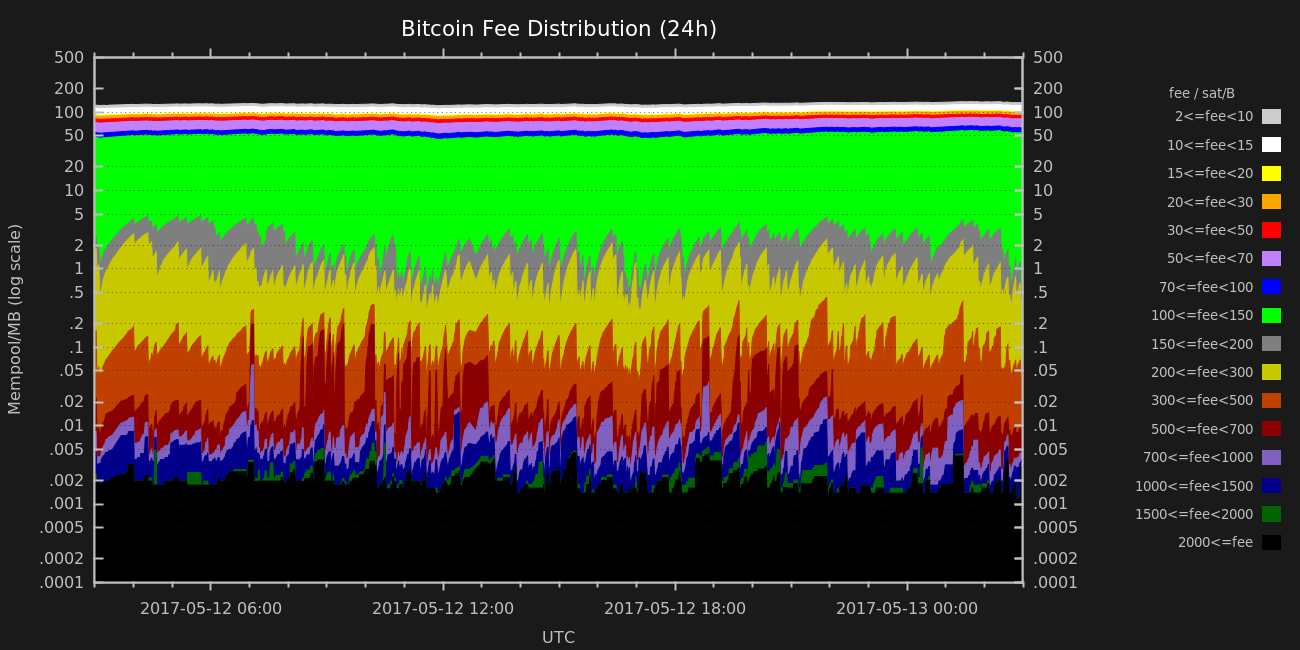 Bitcoin Fee Distribution (24h)
500
200
100
50
20
10
5
2
1
.5
.2
.1
.05
.02
.01
.005
.002
.001
.0005
.0002
.0001
Mempool/MB (log scale)
500
200
100
50
20
10
5
2
1
.5
.2
.1
.05
.02
.01
.005
.002
.001
.0005
.0002
.0001
2017-05-12 06:00 2017-05-12 12:00 2017-05-12 18:00 2017-05-13 00:00
UTC
fee / sat/B
2<=fee<10
10<=fee<15
15<=fee<20
20<=fee<30
30<=fee<50
50<=fee<70
70<=fee<100
100<=fee<150
150<=fee<200
200<=fee<300
300<=fee<500
500<=fee<700
700<=fee<1000
1000<=fee<1500
1500<=fee<2000
2000<=fee